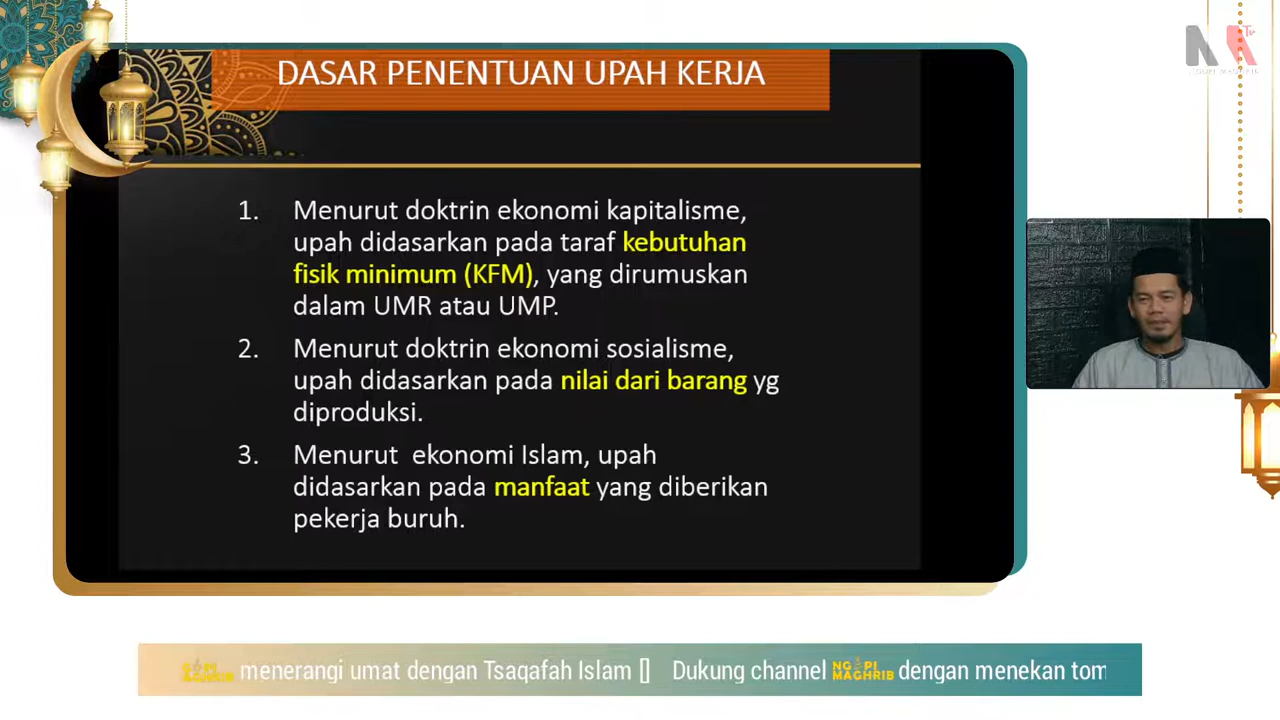 DASAR PENENTUAN UPAH KERJA
1. Menurut doktrin ekonomi kapitalisme,
upah didasarkan pada taraf kebutuhan
fisik minimum (KFM), yang dirumuskan
dalam UMR atau UMP.
2. Menurut doktrin ekonomi sosialisme,
upah didasarkan pada nilai dari barang yg
diproduksi.
3. Menurut ekonomi Islam, upah
didasarkan pada manfaat yang diberikan
pekerja buruh.
NGOPI MAGHRIB menerangi umat dengan Tsaqafah Islam [] Dukung channel NGOPI MAGHRIB dengan menekan tom